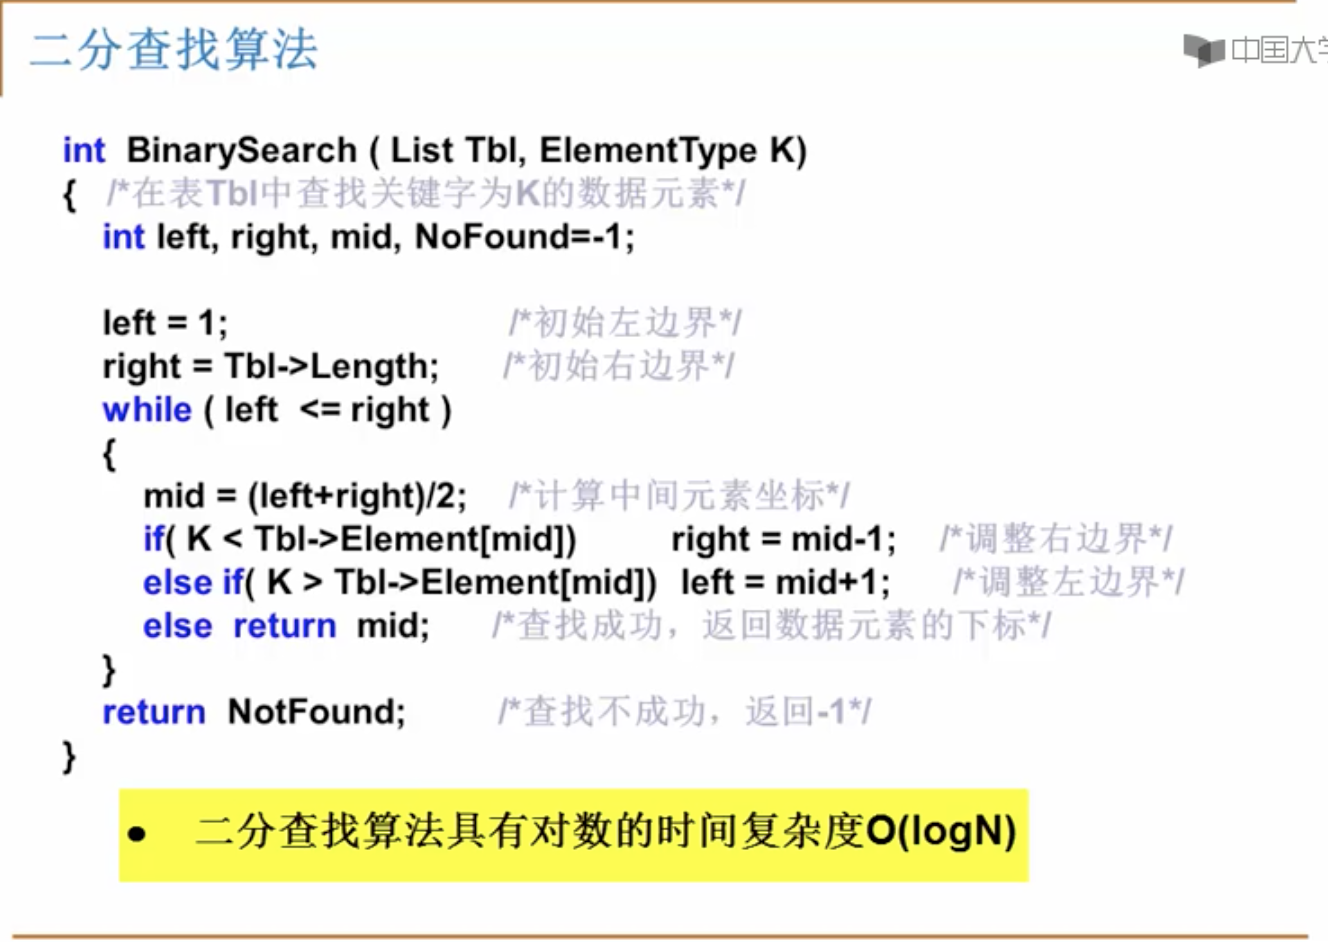 二分查找算法
中国大学
int BinarySearch ( List Tbl, ElementType K)
{ /*在表Tbl中查找关键字为K的数据元素*/
int left, right, mid, NoFound=-1;
left = 1; /*初始左边界*/
right = Tbl->Length; /*初始右边界*/
while ( left <= right )
{
mid = (left+right)/2; /*计算中间元素坐标*/
if( K < Tbl->Element[mid]) right = mid-1; /*调整右边界*/
else if( K > Tbl->Element[mid]) left = mid+1; /*调整左边界*/
else return mid; /*查找成功，返回数据元素的下标*/
}
return NotFound; /*查找不成功，返回-1*/
}
● 二分查找算法具有对数的时间复杂度O(logN)